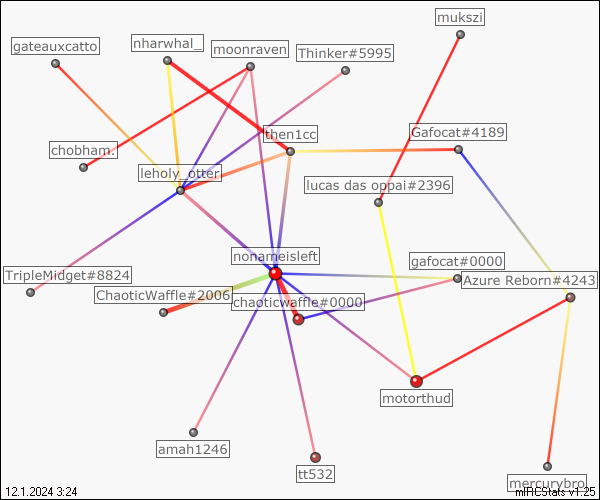 mukszi
gateauxcatto
nharwhal_
moonraven
Thinker#5995
then1cc
Gafocat#4189
chobham.
leholy_otter
lucas das oppai#2396
nonameisleft
gafocat#0000
TripleMidget#8824
Azure Reborn#4243
ChaoticWaffle#2006
chaoticwaffle#0000
motorthud
amah1246
tt532
mercurybro
12.1.2024 3:24
mIRCStats v1.25